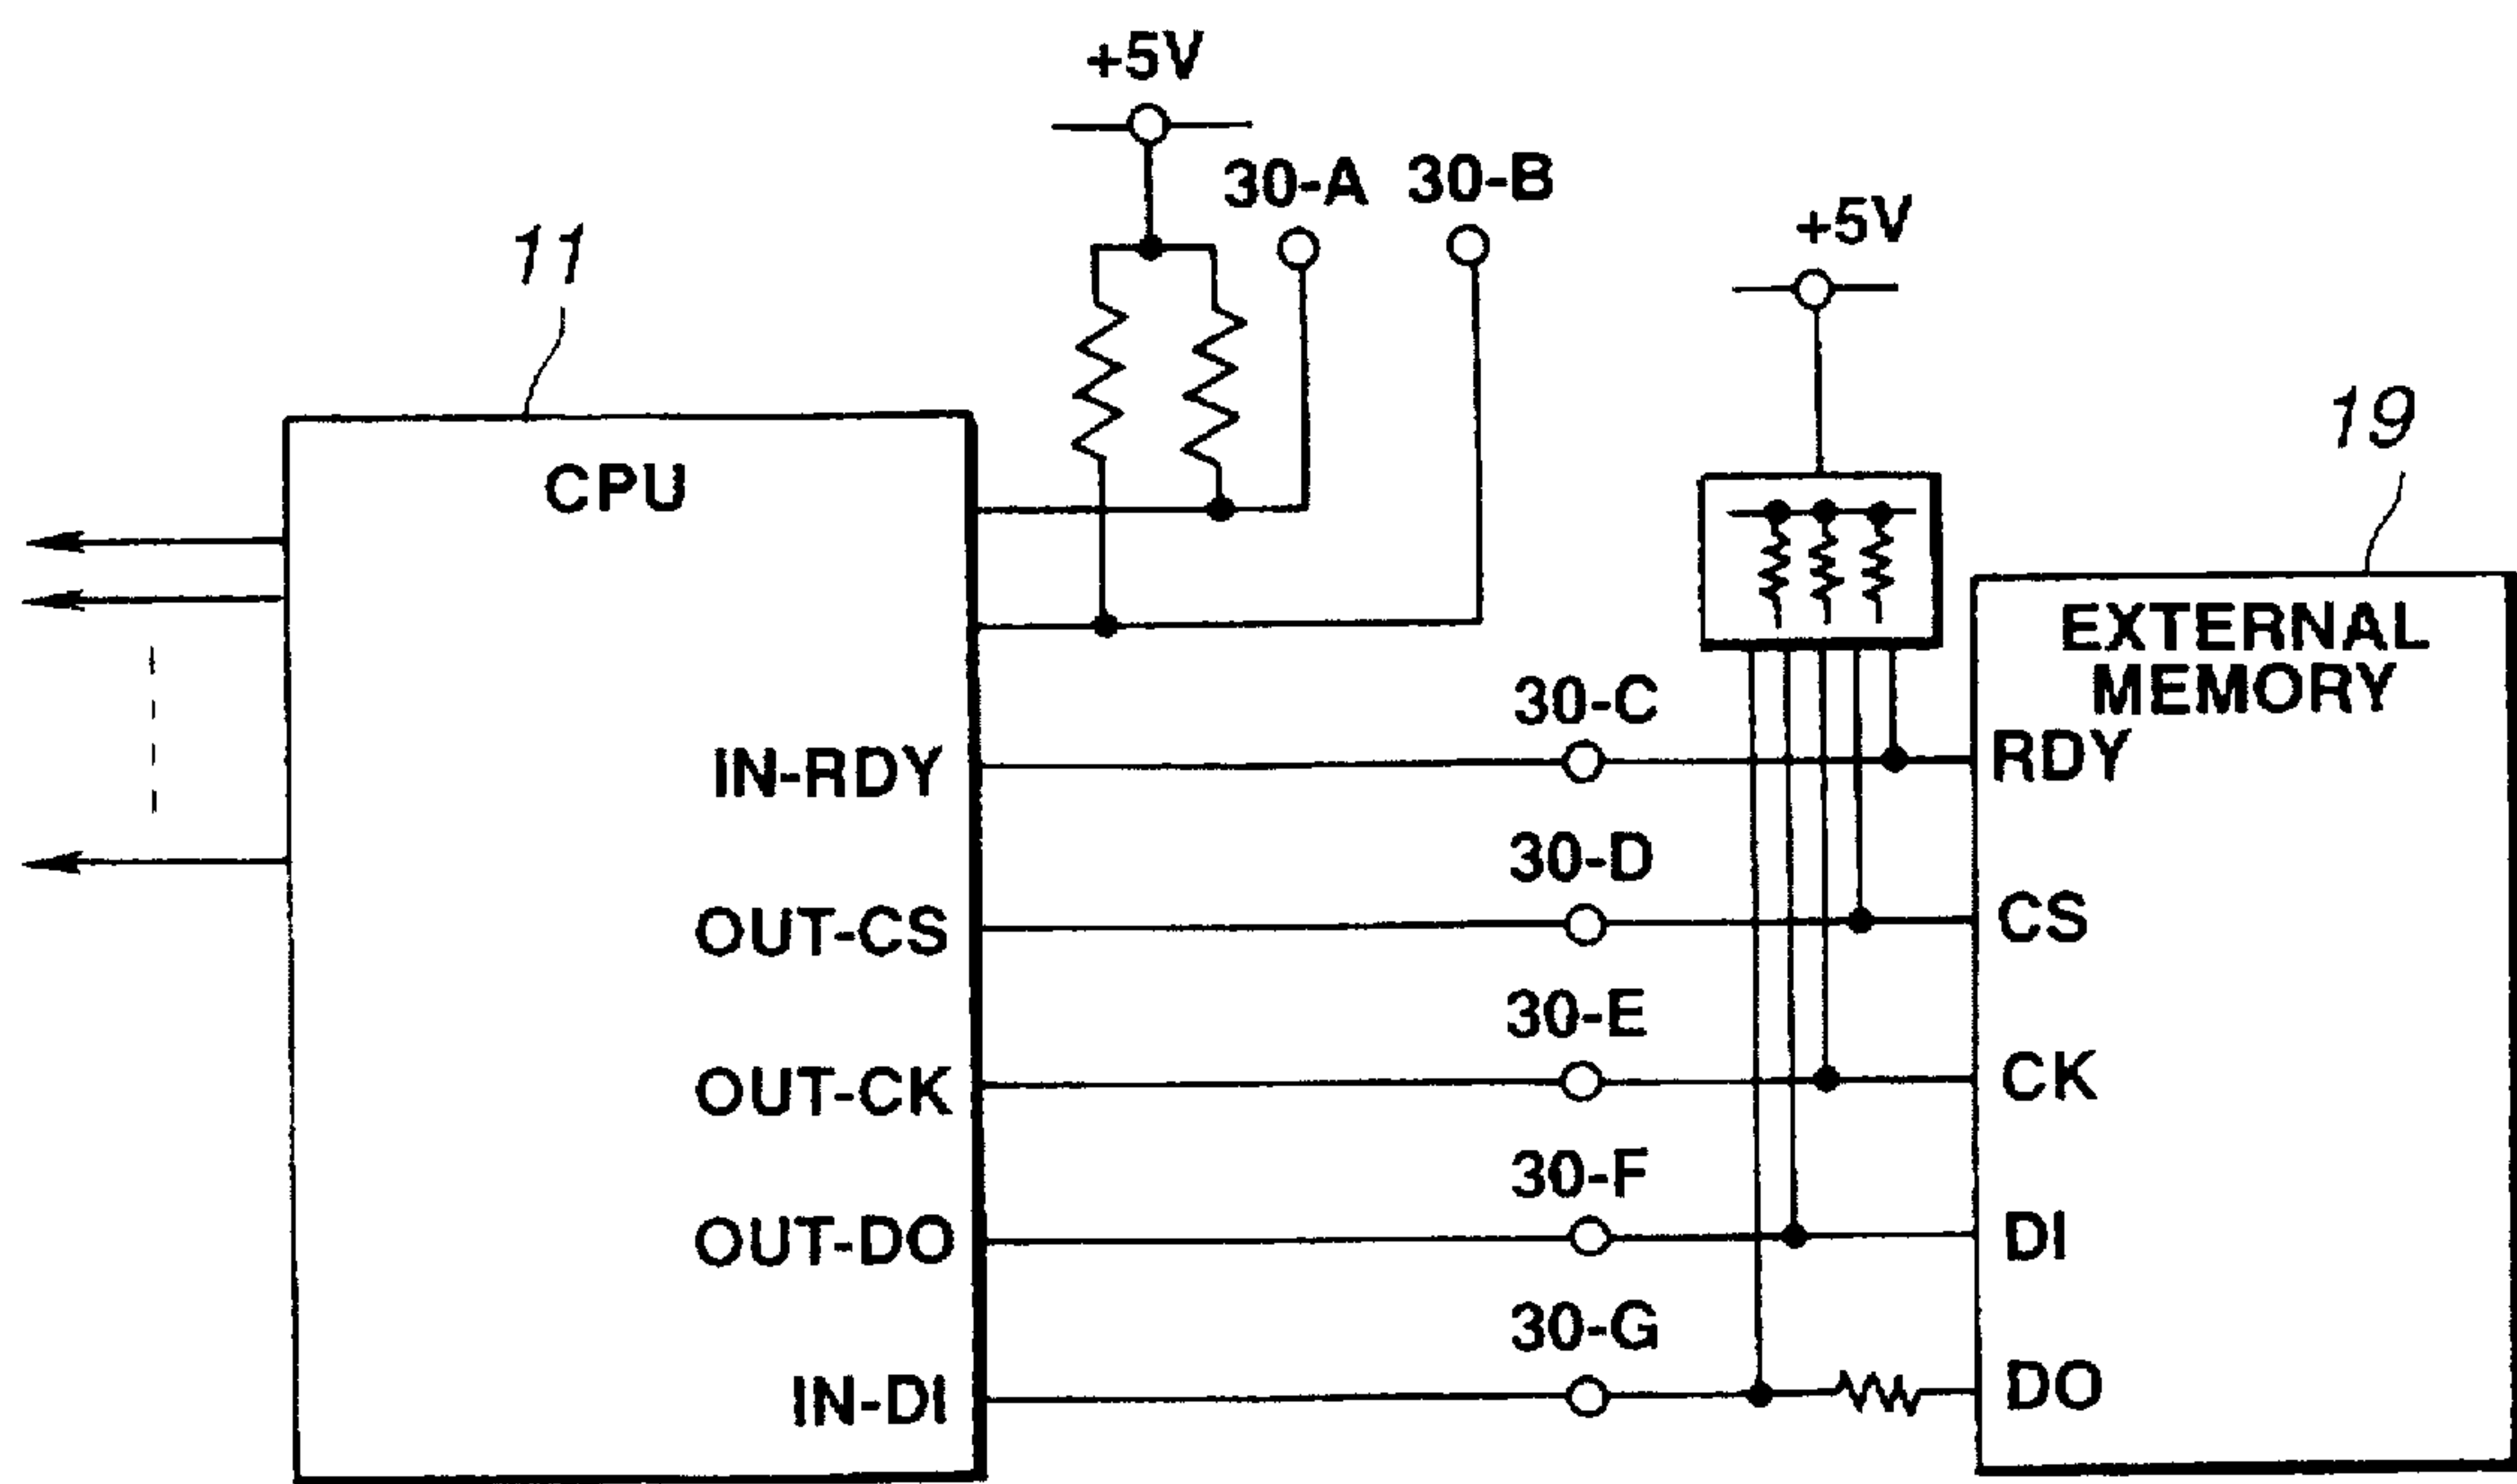 +5V
30-A 30-B
+5V
11
19
CPU
EXTERNAL
MEMORY
30-C
IN-RDY
RDY
30-D
OUT-CS
CS
30-E
OUT-CK
CK
30-F
OUT-DO
DI
30-G
IN-DI
DO